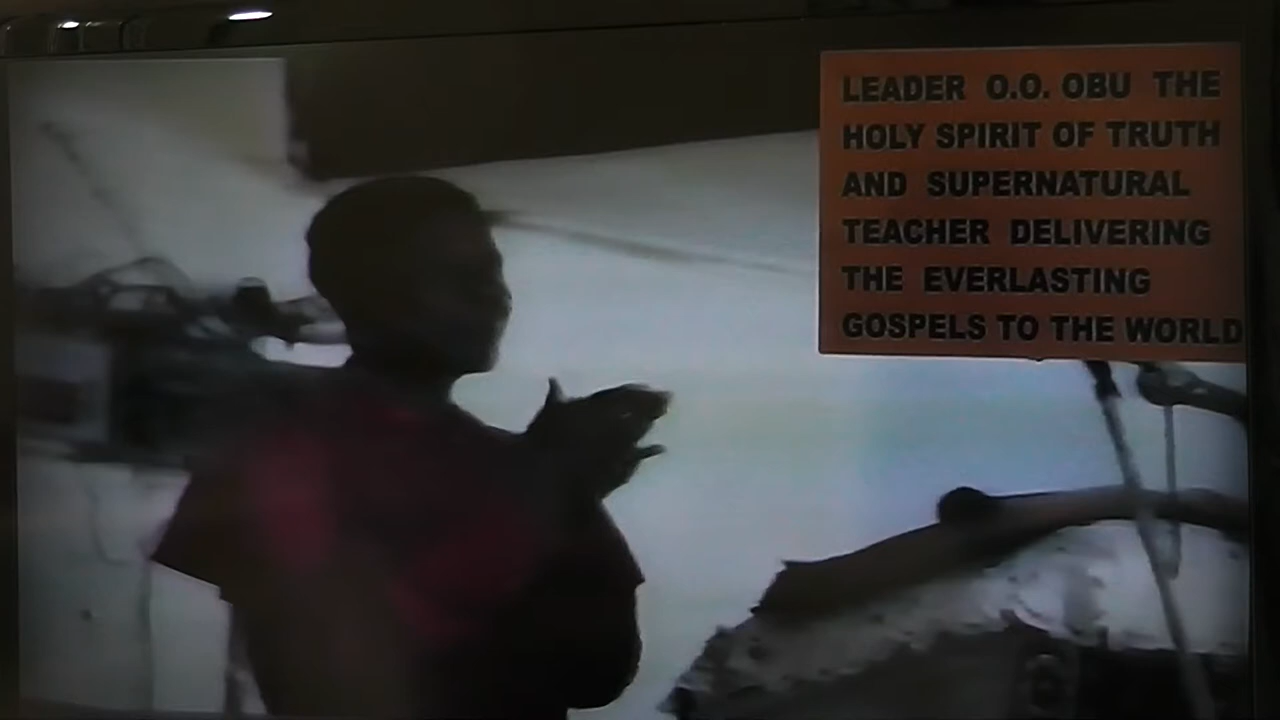 LEADER O.O. OBU THE
HOLY SPIRIT OF TRUTH
AND SUPERNATURAL
TEACHER DELIVERING
THE EVERLASTING
GOSPELS TO THE WORLD